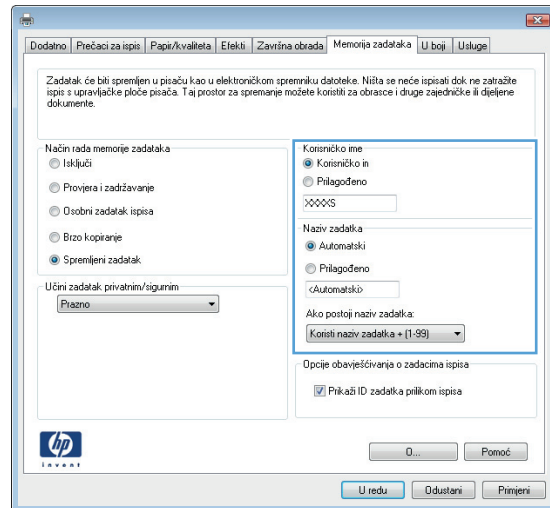 Dodatno Prečaci za ispis Papir/kvaliteta Efekti Završna obrada Memorija zadataka U boji Usluge
Zadatak će biti spremljen u pisaču kao u elektroničkom spremniku datoteke. Ništa se neće ispisati dok ne zatražite
ispis s upravljačke ploče pisača. Taj prostor za spremanje možete koristiti za obrasce i druge zajedničke ili dijeljene
dokumente.
Način rada memorije zadataka
Isključi
Provjera i zadržavanje
Osobni zadatak ispisa
Brzo kopiranje
Spremljeni zadatak
Učini zadatak privatnim/sigurnim
Prazno
Korisničko ime
Korisničko in
Prilagođeno
XXXXS
Naziv zadatka
Automatski
Prilagođeno
<Automatski>
Ako postoji naziv zadatka:
Koristi naziv zadatka + (1-99)
Opcije obavješćivanja o zadacima ispisa
Prikaži ID zadatka prilikom ispisa
hp
invent
O... Pomoć
U redu Odustani Primjeni